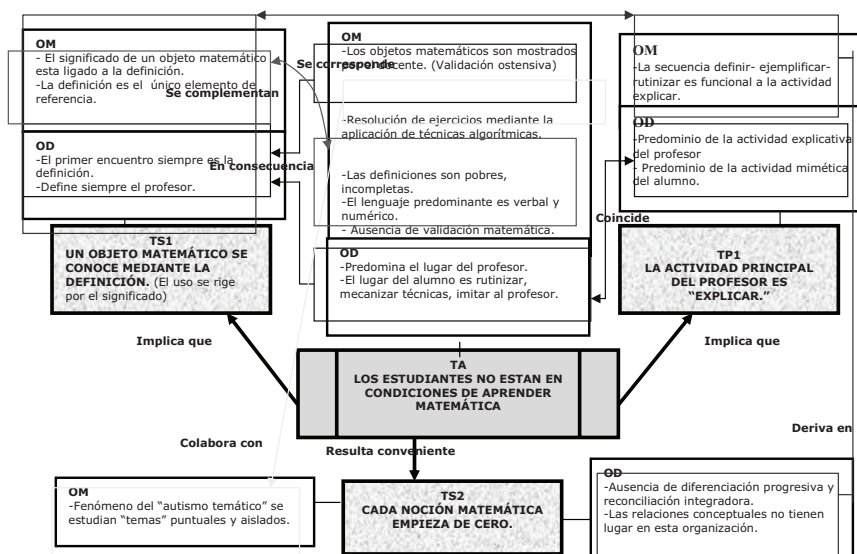 OM
- El significado de un objeto matemático
esta ligado a la definición.
-La definición es el único elemento de
referencia.
Se complementan
OD
-El primer encuentro siempre es la
definición.
-Define siempre el profesor.
TS1
UN OBJETO MATEMÁTICO SE
CONOCE MEDIANTE LA
DEFINICIÓN. (El uso se rige
por el significado)
Se corresponde
En consecuencia
OM
-Los objetos matemáticos son mostrados
por el docente. (Validación ostensiva)
-Resolución de ejercicios mediante la
aplicación de técnicas algorítmicas.
-Las definiciones son pobres,
incompletas.
-El lenguaje predominante es verbal y
numérico.
- Ausencia de validación matemática.
OD
-Predomina el lugar del profesor.
-El lugar del alumno es rutinizar,
mecanizar técnicas, imitar al profesor.
Coincide
OM
-La secuencia definir- ejemplificar-
rutinizar es funcional a la actividad
explicar.
OD
-Predominio de la actividad explicativa
del profesor
- Predominio de la actividad mimética
del alumno.
TP1
LA ACTIVIDAD PRINCIPAL
DEL PROFESOR ES
“EXPLICAR.”
Implica que
Implica que
TA
LOS ESTUDIANTES NO ESTAN EN
CONDICIONES DE APRENDER
MATEMÁTICA
Deriva en
Colabora con
Resulta conveniente
OM
-Fenómeno del “autismo temático” se
estudian “temas” puntuales y aislados.
TS2
CADA NOCIÓN MATEMÁTICA
EMPIEZA DE CERO.
OD
-Ausencia de diferenciación progresiva y
reconciliación integradora.
-Las relaciones conceptuales no tienen
lugar en esta organización.